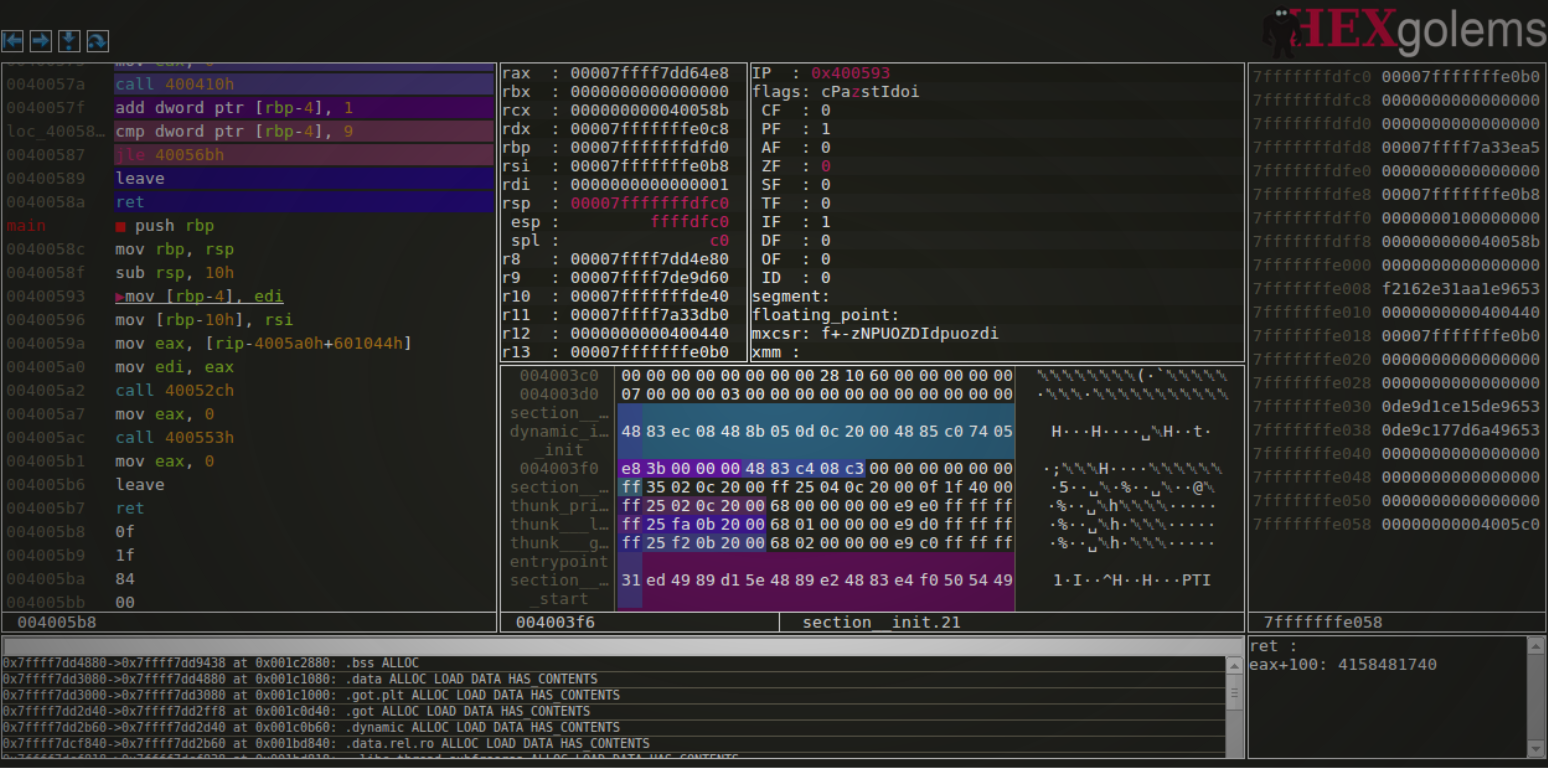 HEXgolems
0040057a call 400410h
0040057f add dword ptr [rbp-4], 1
loc_40058… cmp dword ptr [rbp-4], 9
00400587 jle 40056bh
00400589 leave
0040058a ret
main push rbp
0040058c mov rbp, rsp
0040058f sub rsp, 10h
00400593 mov [rbp-4], edi
00400596 mov [rbp-10h], rsi
0040059a mov eax, [rip-4005a0h+601044h]
004005a0 mov edi, eax
004005a2 call 40052ch
004005a7 mov eax, 0
004005ac call 400553h
004005b1 mov eax, 0
004005b6 leave
004005b7 ret
004005b8 0f
004005b9 1f
004005ba 84
004005bb 00
004005b8
rax : 00007ffff7dd64e8
rbx : 0000000000000000
rcx : 000000000040058b
rdx : 00007fffffffe0c8
rbp : 00007fffffffdfd0
rsi : 00007fffffffe0b8
rdi : 0000000000000001
rsp : 00007fffffffdfc0
esp : ffffdfc0
spl : c0
r8 : 00007ffff7dd4e80
r9 : 00007ffff7de9d60
r10 : 00007fffffffde40
r11 : 00007ffff7a33db0
r12 : 0000000000400440
r13 : 00007fffffffe0b0
IP : 0x400593
flags: cPazstIdoi
CF : 0
PF : 1
AF : 0
ZF : 0
SF : 0
TF : 0
IF : 1
DF : 0
OF : 0
ID : 0
segment:
floating_point:
mxcsr: f+-zNPUOZDIdpuozdi
xmm :
004003c0 00 00 00 00 00 00 00 00 28 10 60 00 00 00 00 00
004003d0 07 00 00 00 03 00 00 00 00 00 00 00 00 00 00 00
section__…
dynamic_i… 48 83 ec 08 48 8b 05 0d 0c 20 00 48 85 c0 74 05 H···H····␣H··t·
_init
004003f0 e8 3b 00 00 00 48 83 c4 08 c3 00 00 00 00 00 00
section__… ff 35 02 0c 20 00 ff 25 04 0c 20 00 0f 1f 40 00
thunk_pri… ff 25 02 0c 20 00 68 00 00 00 00 e9 e0 ff ff ff
thunk___l… ff 25 fa 0b 20 00 68 01 00 00 00 e9 d0 ff ff ff
thunk___g… ff 25 f2 0b 20 00 68 02 00 00 00 e9 c0 ff ff ff
entrypoint
section__… 31 ed 49 89 d1 5e 48 89 e2 48 83 e4 f0 50 54 49 1·I··^H··H···PTI
_start
004003f6 section__init.21
7fffffffdfc0 00007fffffffe0b0
7fffffffdfc8 0000000000000000
7fffffffdfd0 0000000000000000
7fffffffdfd8 00007ffff7a33ea5
7fffffffdfe0 0000000000000000
7fffffffdfe8 00007fffffffe0b8
7fffffffdff0 0000000100000000
7fffffffdff8 000000000040058b
7fffffffe000 0000000000000000
7fffffffe008 f2162e31aa1e9653
7fffffffe010 0000000000400440
7fffffffe018 00007fffffffe0b0
7fffffffe020 0000000000000000
7fffffffe028 0000000000000000
7fffffffe030 0de9d1ce15de9653
7fffffffe038 0de9c177d6a49653
7fffffffe040 0000000000000000
7fffffffe048 0000000000000000
7fffffffe050 0000000000000000
7fffffffe058 00000000004005c0
7fffffffe058
0x7ffff7dd4880->0x7ffff7dd9438 at 0x001c2880: .bss ALLOC
0x7ffff7dd3080->0x7ffff7dd4880 at 0x001c1080: .data ALLOC LOAD DATA HAS_CONTENTS
0x7ffff7dd3000->0x7ffff7dd3080 at 0x001c1000: .got.plt ALLOC LOAD DATA HAS_CONTENTS
0x7ffff7dd2d40->0x7ffff7dd2ff8 at 0x001c0d40: .got ALLOC LOAD DATA HAS_CONTENTS
0x7ffff7dd2b60->0x7ffff7dd2d40 at 0x001c0b60: .dynamic ALLOC LOAD DATA HAS_CONTENTS
0x7ffff7dcf840->0x7ffff7dd2b60 at 0x001bd840: .data.rel.ro ALLOC LOAD DATA HAS_CONTENTS
ret :
eax+100: 4158481740